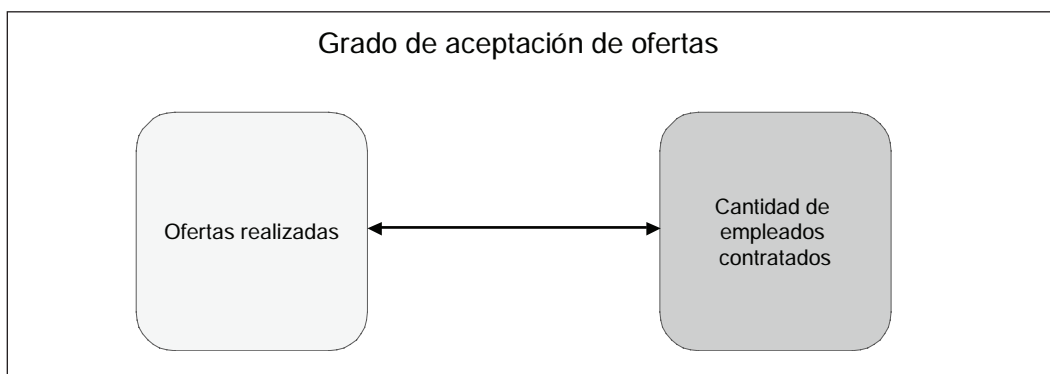 Grado de aceptación de ofertas
Ofertas realizadas
Cantidad de
empleados
contratados